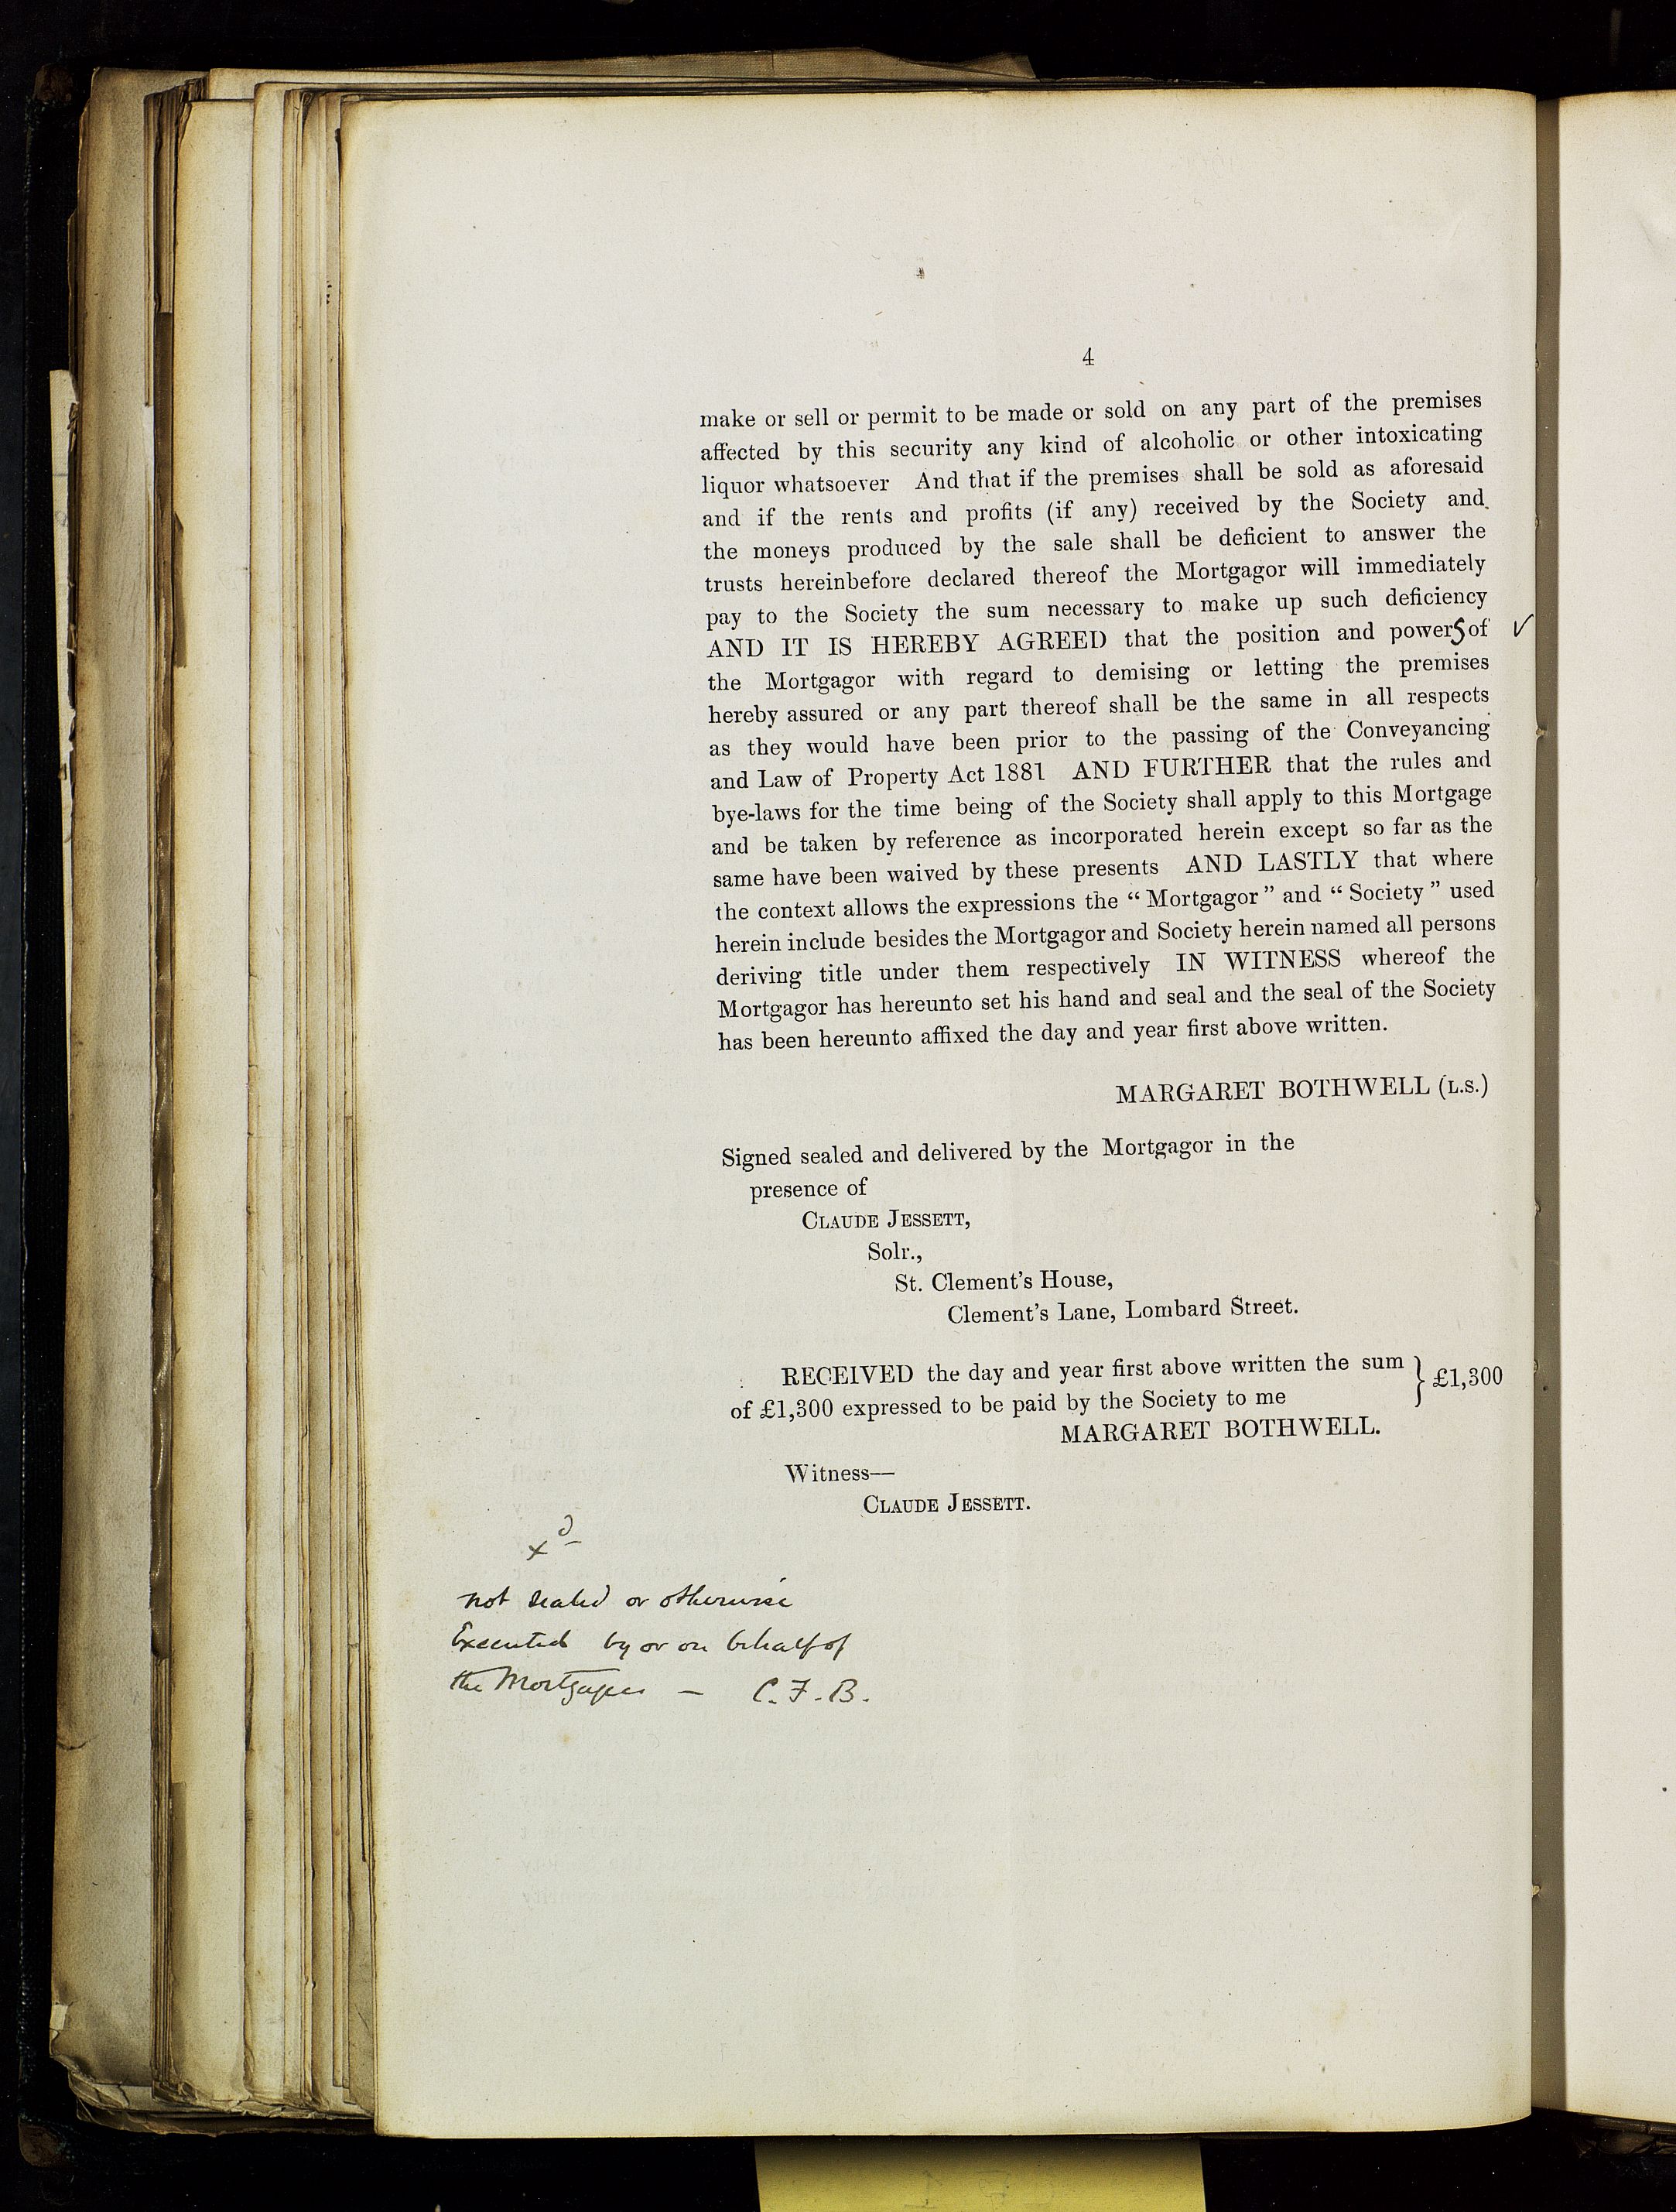 4
make or sell or permit to be made or sold on any part of the premises
affected by this security any kind of alcoholic or other intoxicating
liquor whatsoever And that if the premises shall be sold as aforesaid
and if the rents and profits (if any) received by the Society and
the moneys produced by the sale shall be deficient to answer the
trusts hereinbefore declared thereof the Mortgagor will immediately
pay to the Society the sum necessary to make up such deficiency
AND IT IS HEREBY AGREED that the position and powers of
the Mortgagor with regard to demising or letting the premises
hereby assured or any part thereof shall be the same in all respects
as they would have been prior to the passing of the Conveyancing
and Law of Property Act 1881 AND FURTHER that the rules and
bye-laws for the time being of the Society shall apply to this Mortgage
and be taken by reference as incorporated herein except so far as the
same have been waived by these presents AND LASTLY that where
the context allows the expressions the “ Mortgagor ” and “ Society ” used
herein include besides the Mortgagor and Society herein named all persons
deriving title under them respectively IN WITNESS whereof the
Mortgagor has hereunto set his hand and seal and the seal of the Society
has been hereunto affixed the day and year first above written.
MARGARET BOTHWELL (L.S.)
Signed sealed and delivered by the Mortgagor in the
presence of
CLAUDE JESSETT,
Solr.,
St. Clement's House,
Clement's Lane, Lombard Street.
RECEIVED the day and year first above written the sum
of £1,300 expressed to be paid by the Society to me } £1,300
MARGARET BOTHWELL.
Witness—
CLAUDE JESSETT.
x d
not sealed or otherwise
Executed by or on behalf of
the Mortgagees — C. F. B.